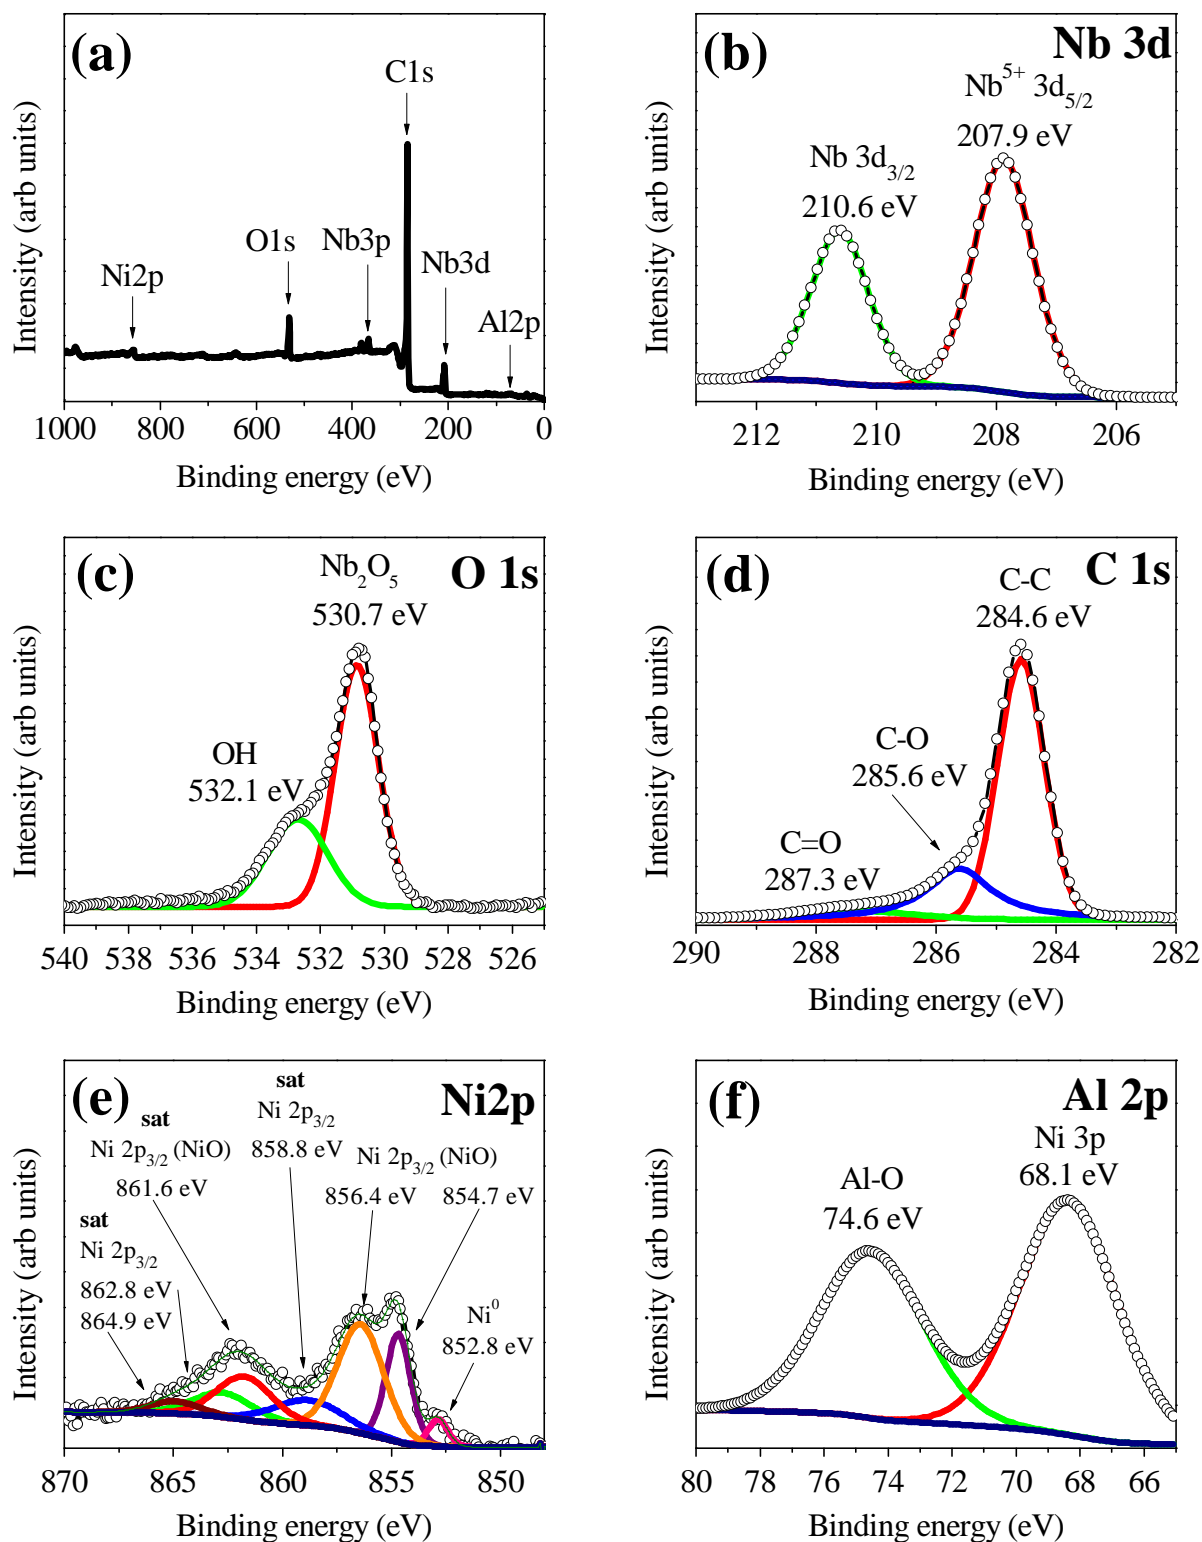 (a)
C1s
O1s
Nb3p
Nb3d
Ni2p
Al2p
Intensity (arb units)
1000 800 600 400 200 0
Binding energy (eV)
(b)
Nb 3d
Nb⁵⁺ 3d₅/₂
207.9 eV
Nb 3d₃/₂
210.6 eV
Intensity (arb units)
212 210 208 206
Binding energy (eV)
(c)
O 1s
Nb₂O₅
530.7 eV
OH
532.1 eV
Intensity (arb units)
540 538 536 534 532 530 528 526
Binding energy (eV)
(d)
C 1s
C-C
284.6 eV
C-O
285.6 eV
C=O
287.3 eV
Intensity (arb units)
290 288 286 284 282
Binding energy (eV)
(e)
Ni2p
sat
Ni 2p₃/₂
858.8 eV
sat
Ni 2p₃/₂ (NiO)
861.6 eV
Ni 2p₃/₂ (NiO)
856.4 eV 854.7 eV
sat
Ni 2p₃/₂
862.8 eV
864.9 eV
Ni⁰
852.8 eV
Intensity (arb units)
870 865 860 855 850
Binding energy (eV)
(f)
Al 2p
Ni 3p
68.1 eV
Al-O
74.6 eV
Intensity (arb units)
80 78 76 74 72 70 68 66
Binding energy (eV)